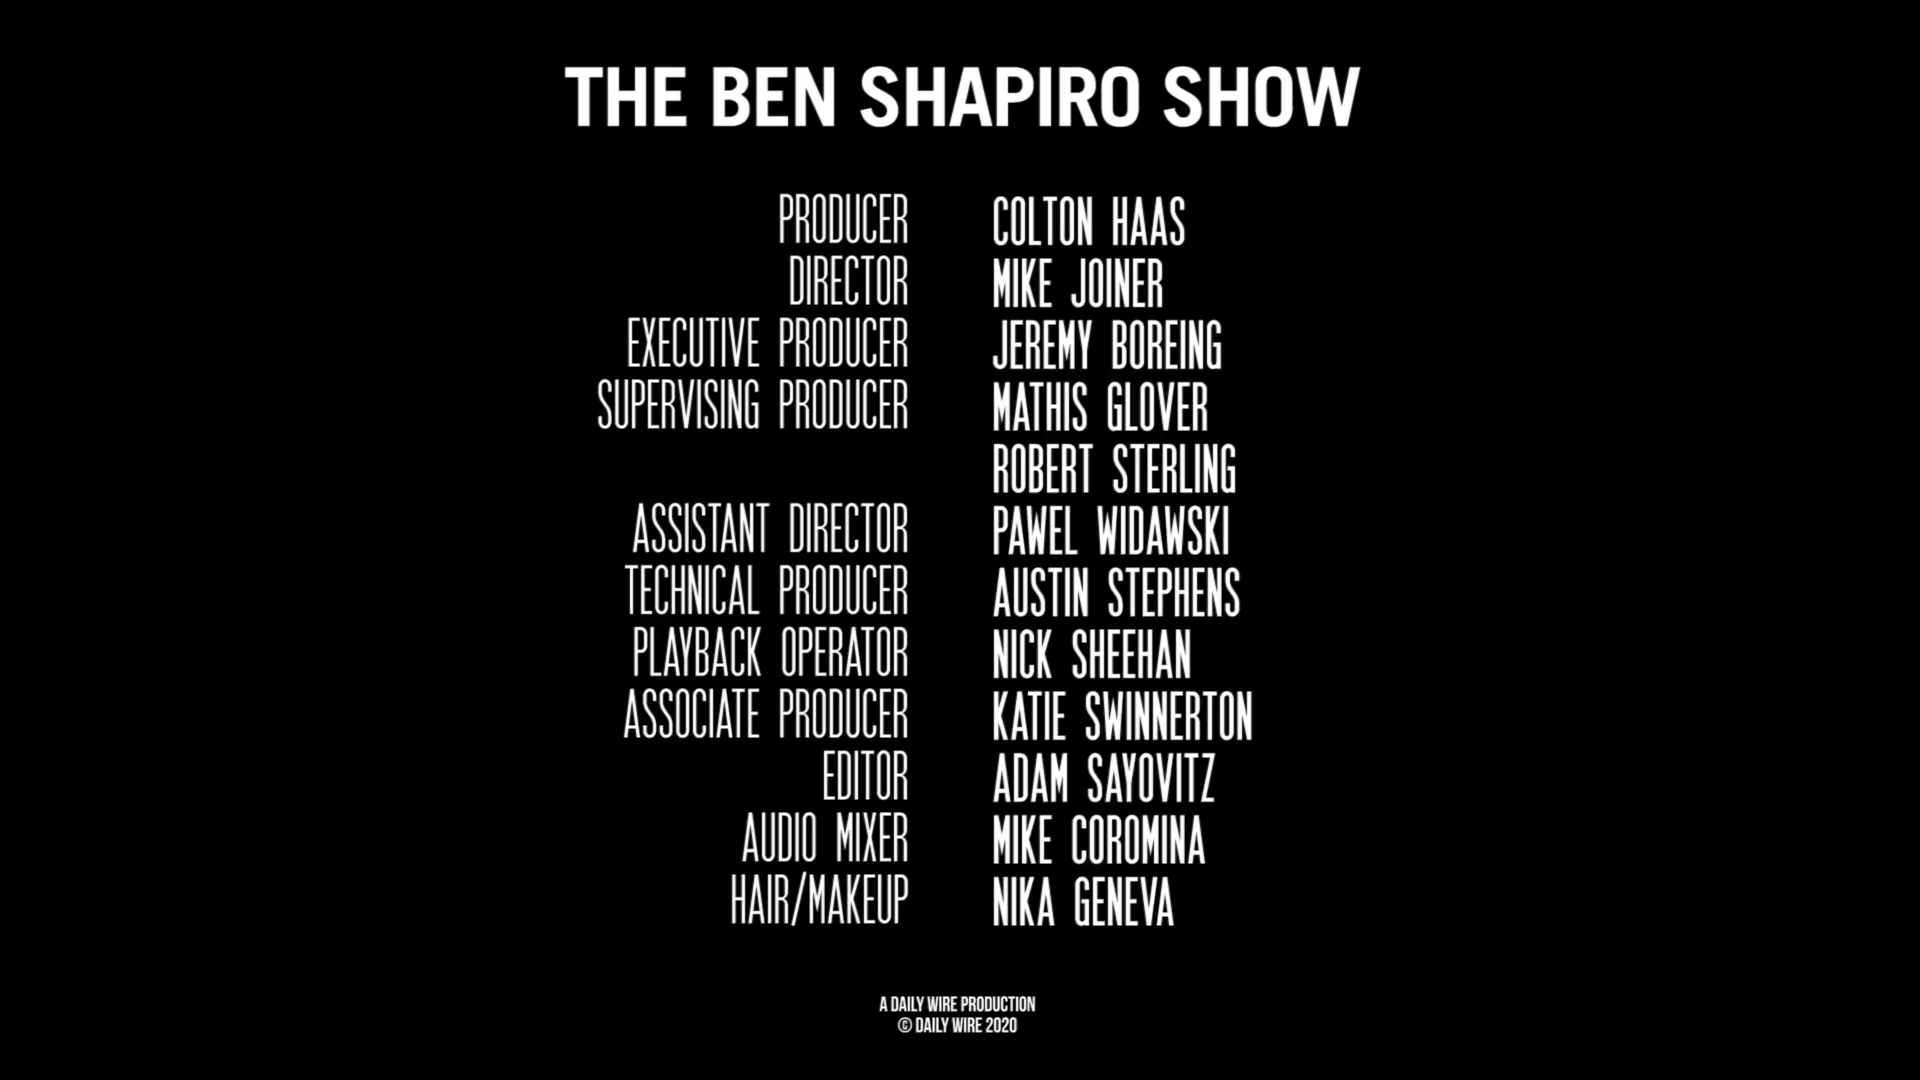 THE BEN SHAPIRO SHOW
PRODUCER COLTON HAAS
DIRECTOR MIKE JOINER
EXECUTIVE PRODUCER JEREMY BOREING
SUPERVISING PRODUCER MATHIS GLOVER
ROBERT STERLING
ASSISTANT DIRECTOR PAWEL WIDAWSKI
TECHNICAL PRODUCER AUSTIN STEPHENS
PLAYBACK OPERATOR NICK SHEEHAN
ASSOCIATE PRODUCER KATIE SWINNERTON
EDITOR ADAM SAYOVITZ
AUDIO MIXER MIKE COROMINA
HAIR/MAKEUP NIKA GENEVA
A DAILY WIRE PRODUCTION
© DAILY WIRE 2020